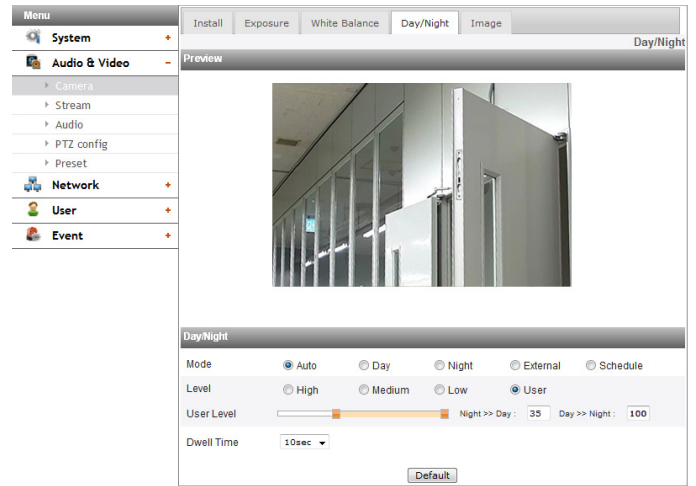 Menu
System +
Audio & Video -
Camera
Stream
Audio
PTZ config
Preset
Network +
User +
Event +
Install Exposure White Balance Day/Night Image
Day/Night
Preview
Day/Night
Mode Auto Day Night External Schedule
Level High Medium Low User
User Level Night >> Day : 35 Day >> Night : 100
Dwell Time 10sec
Default